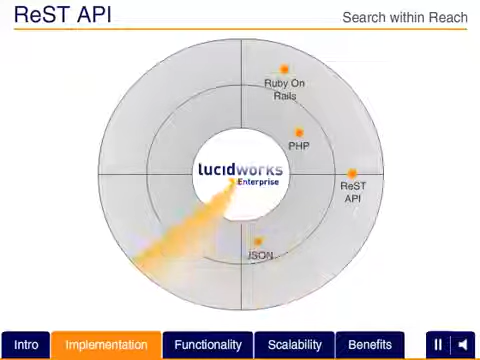 ReST API
Search within Reach
Ruby On
Rails
PHP
lucidworks
Enterprise
ReST
API
JSON
Intro
Implementation
Functionality
Scalability
Benefits